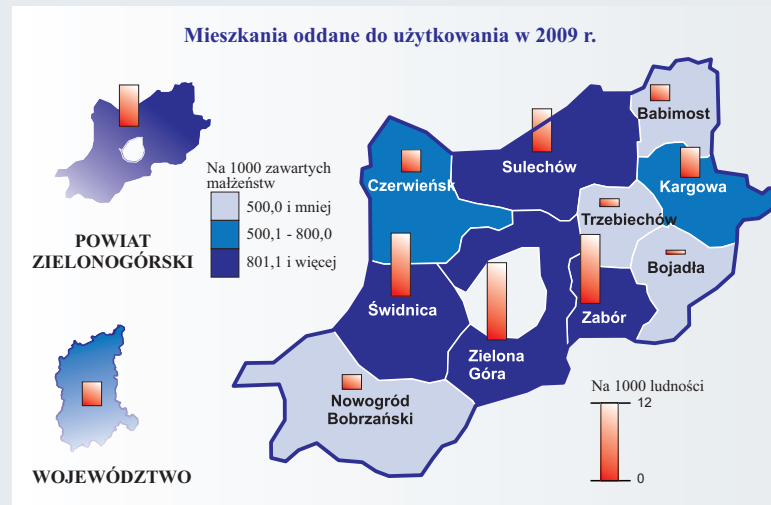 Mieszkania oddane do użytkowania w 2009 r.
Babimost
Sulechów
Czerwieńsk
Kargowa
Na 1000 zawartych
małżeństw
500,0 i mniej
500,1 - 800,0
801,1 i więcej
Trzebiechów
POWIAT
ZIELONOGÓRSKI
Bojadła
Świdnica
Zabór
Zielona
Góra
Nowogród
Bobrzański
Na 1000 ludności
12
0
WOJEWÓDZTWO